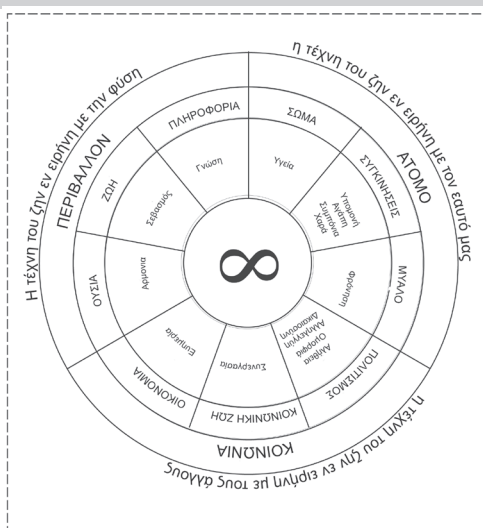 η τέχνη του ζην εν ειρήνη με τον εαυτό μας
ΑΤΟΜΟ
ΣΩΜΑ
Υγεία
ΣΥΓΚΙΝΗΣΕΙΣ
Υπομονή
Αγάπη
Συμπόνια
Χαρά
ΜΥΑΛΟ
Φρόνηση
η τέχνη του ζην εν ειρήνη με τους άλλους
ΚΟΙΝΩΝΙΑ
ΠΟΛΙΤΙΣΜΟΣ
Αλήθεια
Ομορφιά
Αλληλεγγύη
Δικαιοσύνη
ΚΟΙΝΩΝΙΚΗ ΖΩΗ
Συνεργασία
ΟΙΚΟΝΟΜΙΑ
Ευημερία
Η τέχνη του ζην εν ειρήνη με την φύση
ΠΕΡΙΒΑΛΛΟΝ
ΟΥΣΙΑ
Αρμονια
ΖΩΗ
Σεβασμός
ΠΛΗΡΟΦΟΡΙΑ
Γνώση
∞